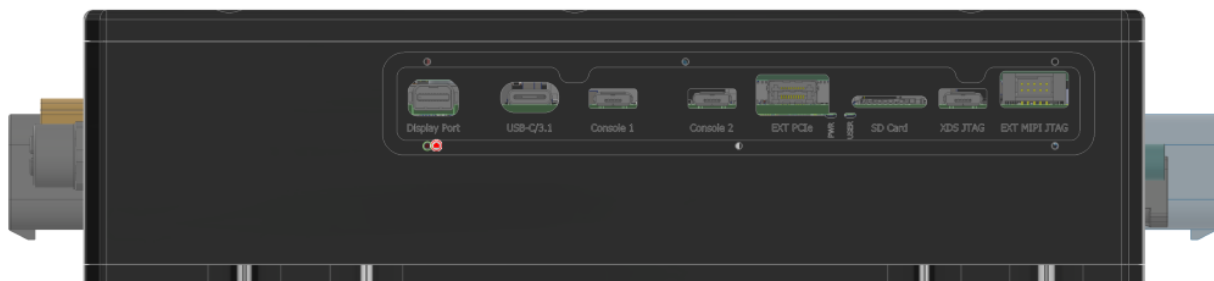 Display Port
USB-C/3.1
Console 1
Console 2
EXT PCIe
PWR
USER
SD Card
XDS JTAG
EXT MIPI JTAG